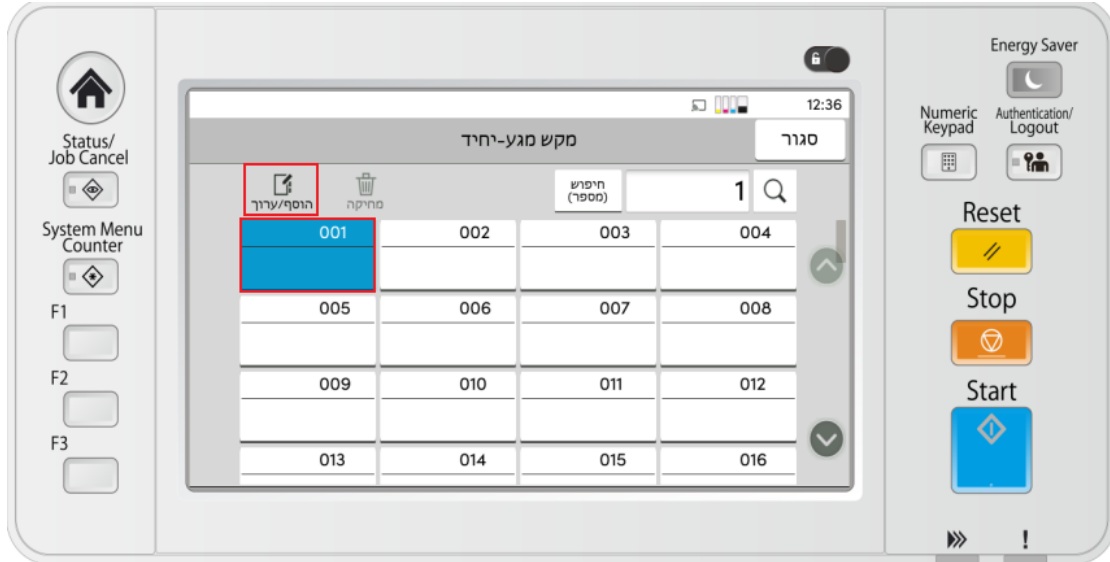 Energy Saver
Numeric
Keypad
Authentication/
Logout
Status/
Job Cancel
System Menu
Counter
F1
F2
F3
12:36
מקש מגע-יחיד
סגור
הוסף/ערוך
מחיקה
חיפוש
(מספר)
1
001
002
003
004
005
006
007
008
009
010
011
012
013
014
015
016
Reset
Stop
Start
!